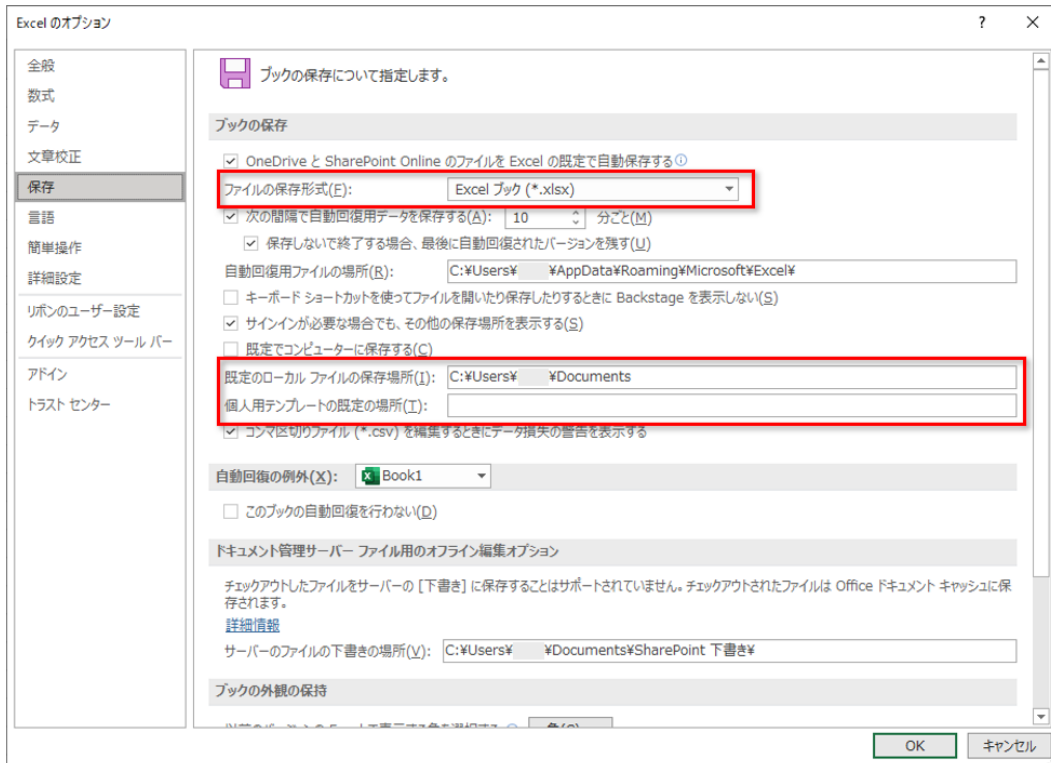 Excel のオプション
?
×
全般
数式
データ
文章校正
保存
言語
簡単操作
詳細設定
リボンのユーザー設定
クイック アクセス ツール バー
アドイン
トラスト センター
ブックの保存について指定します。
ブックの保存
OneDrive と SharePoint Online のファイルを Excel の既定で自動保存する
ファイルの保存形式(F): Excel ブック (*.xlsx)
次の間隔で自動回復用データを保存する(A): 10 分ごと(M)
保存しないで終了する場合、最後に自動回復されたバージョンを残す(U)
自動回復用ファイルの場所(R): C:¥Users¥ ¥AppData¥Roaming¥Microsoft¥Excel¥
キーボード ショートカットを使ってファイルを開いたり保存したりするときに Backstage を表示しない(S)
サインインが必要な場合でも、その他の保存場所を表示する(S)
既定でコンピューターに保存する(C)
既定のローカル ファイルの保存場所(I): C:¥Users¥ ¥Documents
個人用テンプレートの既定の場所(T):
コンマ区切りファイル (*.csv) を編集するときにデータ損失の警告を表示する
自動回復の例外(X): Book1
このブックの自動回復を行わない(D)
ドキュメント管理サーバー ファイル用のオフライン編集オプション
チェックアウトしたファイルをサーバーの [下書き] に保存することはサポートされていません。チェックアウトされたファイルは Office ドキュメント キャッシュに保
存されます。
詳細情報
サーバーのファイルの下書きの場所(V): C:¥Users¥ ¥Documents¥SharePoint 下書き¥
ブックの外観の保持
OK
キャンセル